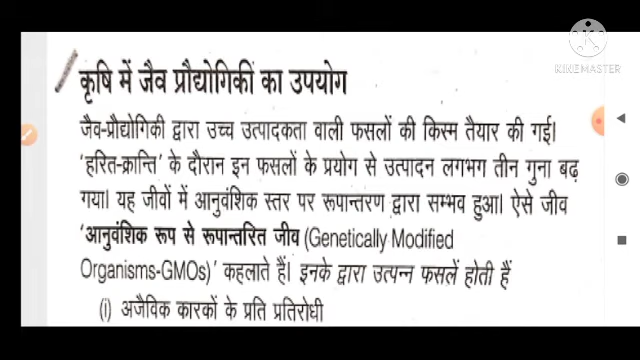 KINEMASTER
कृषि में जैव प्रौद्योगिकी का उपयोग
जैव-प्रौद्योगिकी द्वारा उच्च उत्पादकता वाली फसलों की किस्म तैयार की गई।
'हरित-क्रान्ति' के दौरान इन फसलों के प्रयोग से उत्पादन लगभग तीन गुना बढ़
गया। यह जीवों में आनुवंशिक स्तर पर रूपान्तरण द्वारा सम्भव हुआ। ऐसे जीव
'आनुवंशिक रूप से रूपान्तरित जीव (Genetically Modified
Organisms-GMOs)' कहलाते हैं। इनके द्वारा उत्पन्न फसलें होती हैं
(i) अजैविक कारकों के प्रति प्रतिरोधी